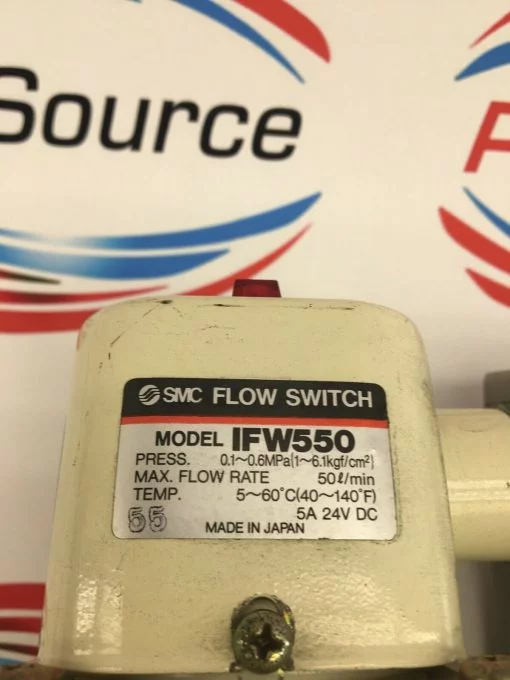 Source
P
SMC FLOW SWITCH
MODEL IFW550
PRESS. 0.1~0.6MPa(1~6.1kgf/cm²)
MAX. FLOW RATE 50ℓ/min
TEMP. 5~60°C(40~140°F)
55 5A 24V DC
MADE IN JAPAN